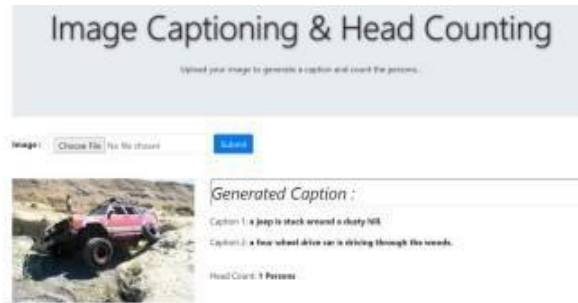 Image Captioning & Head Counting
Upload your image to generate a caption and count the persons.
Image: Choose File No file chosen Submit
Generated Caption :
Caption 1: a jeep is stuck around a dusty hill.
Caption 2: a four wheel drive car is driving through the woods.
Head Count: 1 Persons